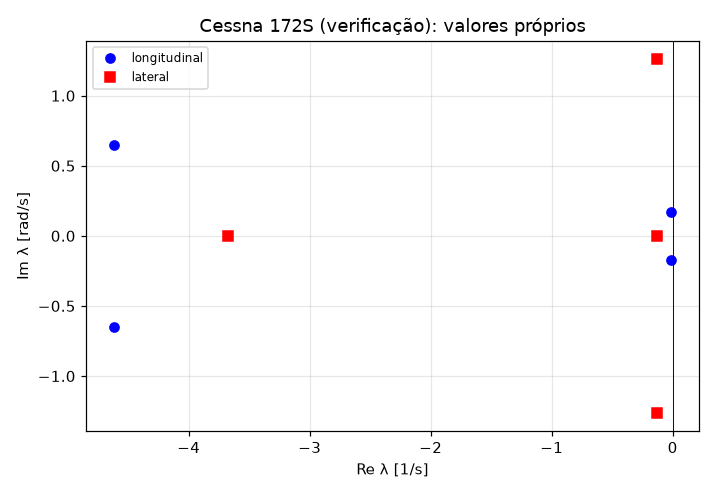 Cessna 172S (verificação): valores próprios
longitudinal
lateral
Im λ [rad/s]
1.0
0.5
0.0
−0.5
−1.0
−4
−3
−2
−1
0
Re λ [1/s]